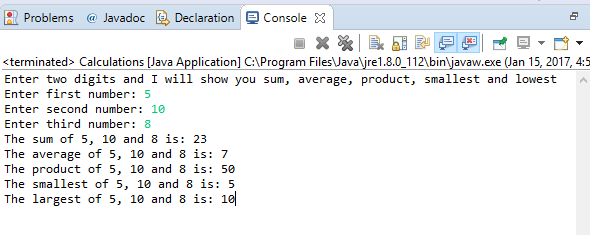 Problems @ Javadoc Declaration Console
<terminated> Calculations [Java Application] C:\Program Files\Java\jre1.8.0_112\bin\javaw.exe (Jan 15, 2017, 4:5
Enter two digits and I will show you sum, average, product, smallest and lowest
Enter first number: 5
Enter second number: 10
Enter third number: 8
The sum of 5, 10 and 8 is: 23
The average of 5, 10 and 8 is: 7
The product of 5, 10 and 8 is: 50
The smallest of 5, 10 and 8 is: 5
The largest of 5, 10 and 8 is: 10